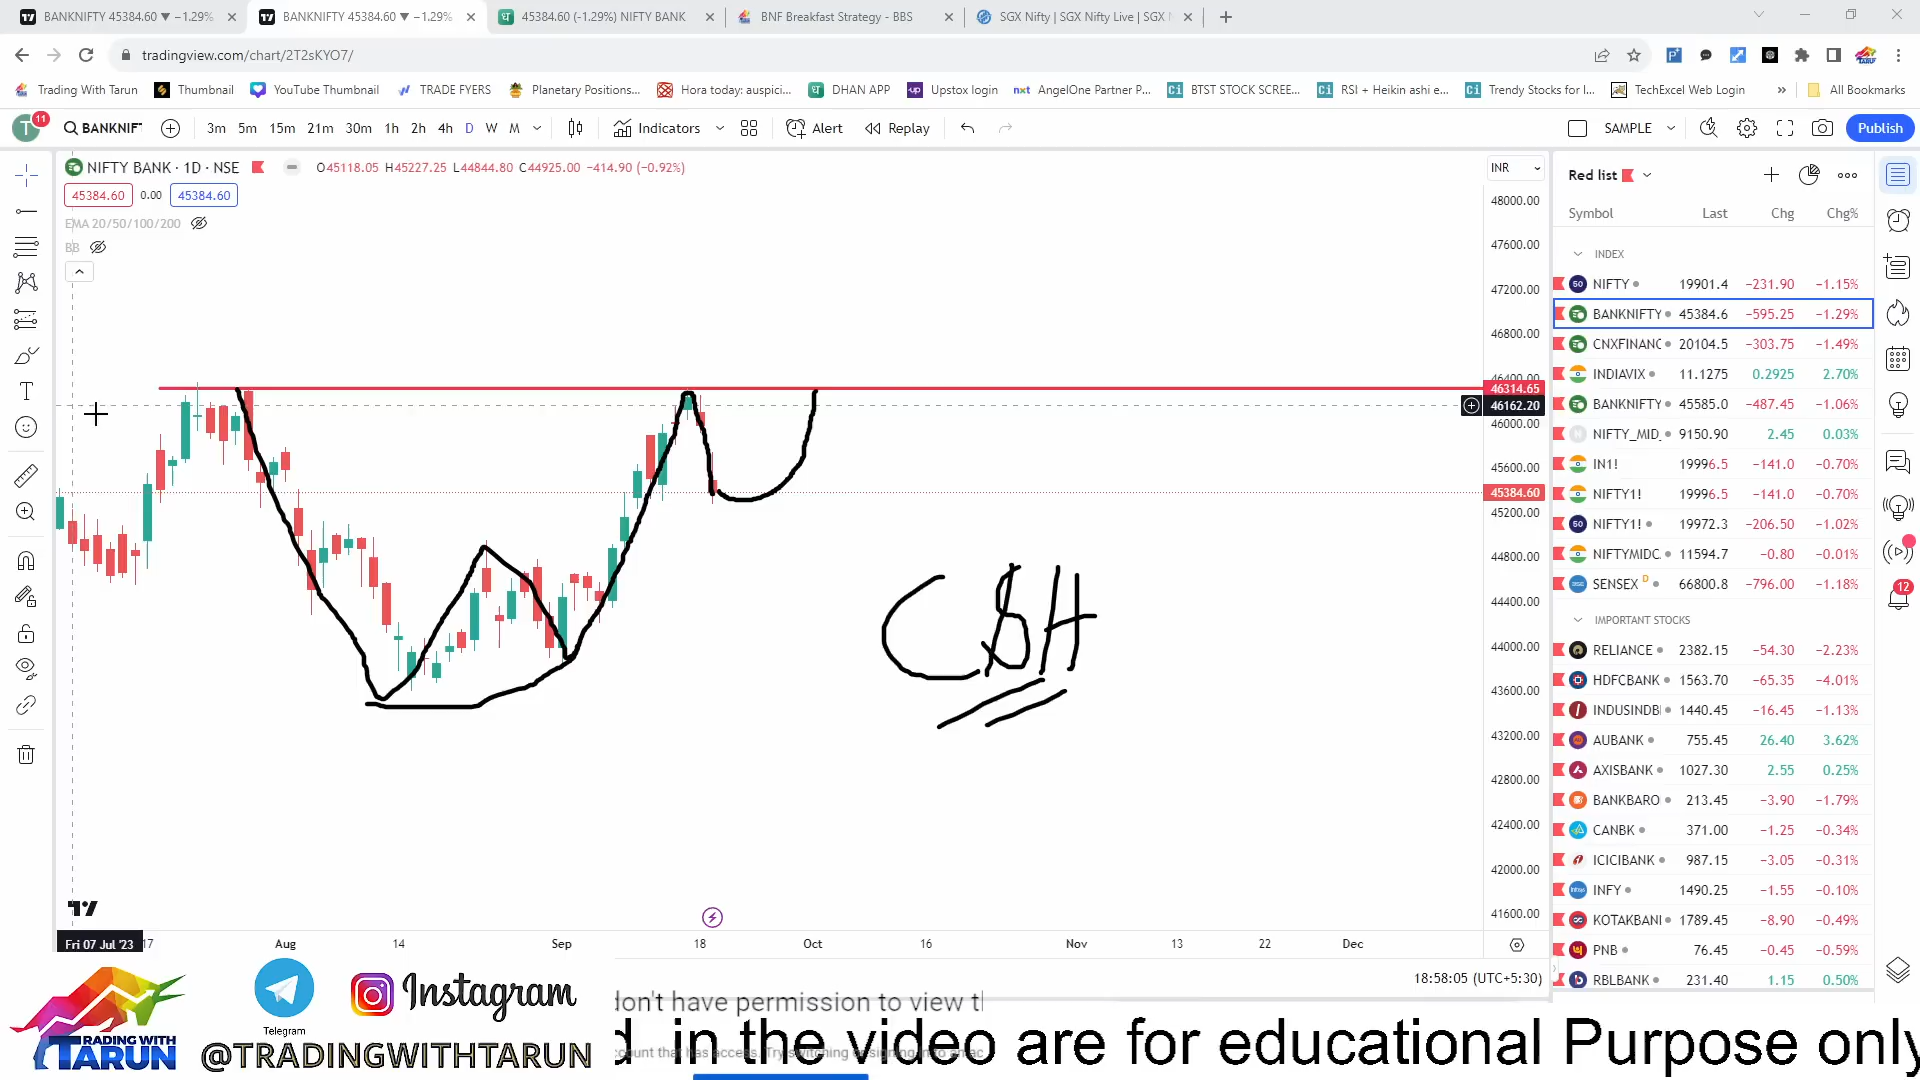 BANKNIFTY 45384.60 ▼ −1.29%
BANKNIFTY 45384.60 ▼ −1.29%
45384.60 (-1.29%) NIFTY BANK
BNF Breakfast Strategy - BBS
SGX Nifty | SGX Nifty Live | SGX
tradingview.com/chart/2T2sKYO7/
Trading With Tarun
Thumbnail
YouTube Thumbnail
TRADE FYERS
Planetary Positions...
Hora today: auspici...
DHAN APP
Upstox login
AngelOne Partner P...
BTST STOCK SCREE...
RSI + Heikin ashi e...
Trendy Stocks for I...
TechExcel Web Login
»
All Bookmarks
T 11
BANKNIFT
3m 5m 15m 21m 30m 1h 2h 4h D W M
Indicators
Alert
Replay
SAMPLE
Publish
NIFTY BANK · 1D · NSE
O45118.05 H45227.25 L44844.80 C44925.00 −414.90 (−0.92%)
45384.60 0.00 45384.60
EMA 20/50/100/200
BB
INR
48000.00
47600.00
47200.00
46800.00
46400.00
46314.65
46162.20
46000.00
45600.00
45384.60
45200.00
44800.00
44400.00
44000.00
43600.00
43200.00
42800.00
42400.00
42000.00
41600.00
Fri 07 Jul '23 17 Aug 14 Sep 18 Oct 16 Nov 13 22 Dec
18:58:05 (UTC+5:30)
Red list
Symbol Last Chg Chg%
INDEX
NIFTY 19901.4 −231.90 −1.15%
BANKNIFTY 45384.6 −595.25 −1.29%
CNXFINANC 20104.5 −303.75 −1.49%
INDIAVIX 11.1275 0.2925 2.70%
BANKNIFTY 45585.0 −487.45 −1.06%
NIFTY_MID_ 9150.90 2.45 0.03%
IN1! 19996.5 −141.0 −0.70%
NIFTY1! 19996.5 −141.0 −0.70%
NIFTY1! 19972.3 −206.50 −1.02%
NIFTYMIDC. 11594.7 −0.80 −0.01%
SENSEX D 66800.8 −796.00 −1.18%
IMPORTANT STOCKS
RELIANCE 2382.15 −54.30 −2.23%
HDFCBANK 1563.70 −65.35 −4.01%
INDUSINDB 1440.45 −16.45 −1.13%
AUBANK 755.45 26.40 3.62%
AXISBANK 1027.30 2.55 0.25%
BANKBARO 213.45 −3.90 −1.79%
CANBK 371.00 −1.25 −0.34%
ICICIBANK 987.15 −3.05 −0.31%
INFY 1490.25 −1.55 −0.10%
KOTAKBANI 1789.45 −8.90 −0.49%
PNB 76.45 −0.45 −0.59%
RBLBANK 231.40 1.15 0.50%
12
TRADING WITH
TARUN
Telegram
Instagram
@TRADINGWITHTARUN
don't have permission to view
in the video are for educational Purpose only